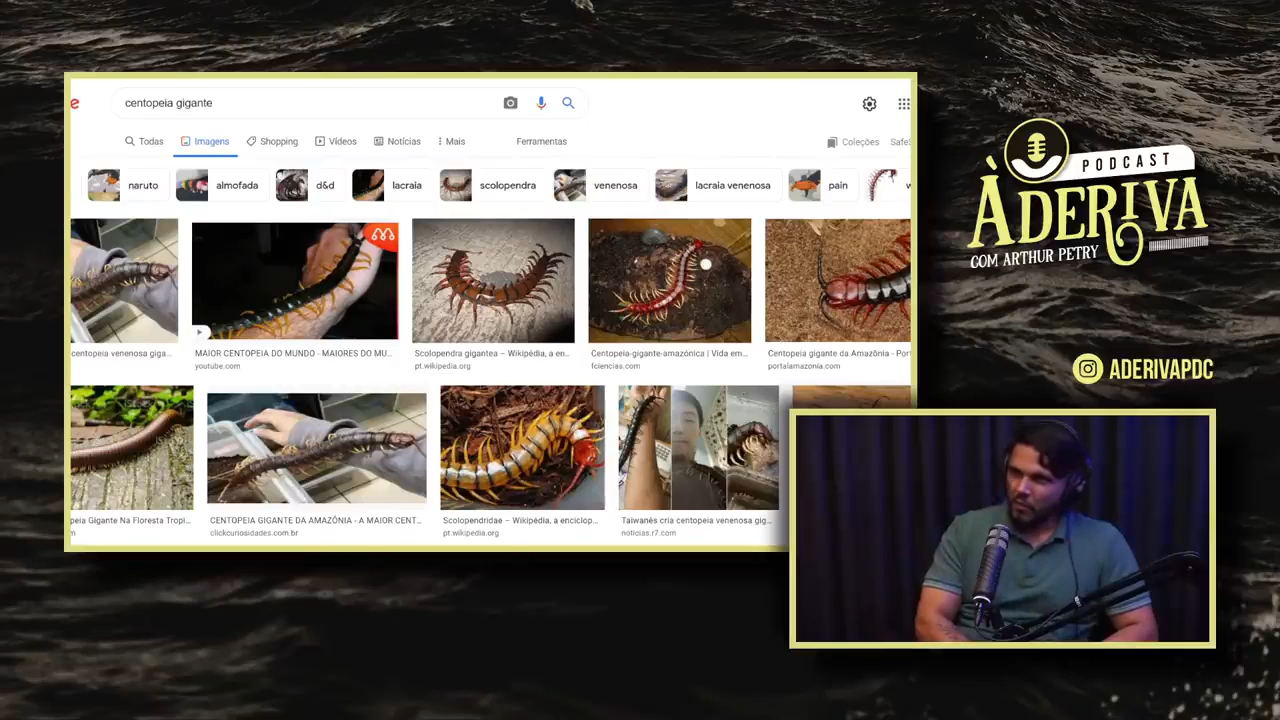 e
centopeia gigante
Todas
Imagens
Shopping
Vídeos
Notícias
Mais
Ferramentas
Coleções
SafeS
naruto
almofada
d&d
lacraia
scolopendra
venenosa
lacraia venenosa
pain
w
centopeia venenosa giga...
MAIOR CENTOPEIA DO MUNDO - MAIORES DO MU...
youtube.com
Scolopendra gigantea – Wikipédia, a en...
pt.wikipedia.org
Centopeia-gigante-amazónica | Vida em...
fciencias.com
Centopeia gigante da Amazônia - Port
portalamazonia.com
peia Gigante Na Floresta Tropi...
m
CENTOPEIA GIGANTE DA AMAZÔNIA - A MAIOR CENT...
clickcuriosidades.com.br
Scolopendridae – Wikipédia, a enciclop...
pt.wikipedia.org
Taiwanês cria centopeia venenosa gig...
noticias.r7.com
PODCAST
À DERIVA
COM ARTHUR PETRY
ADERIVAPDC